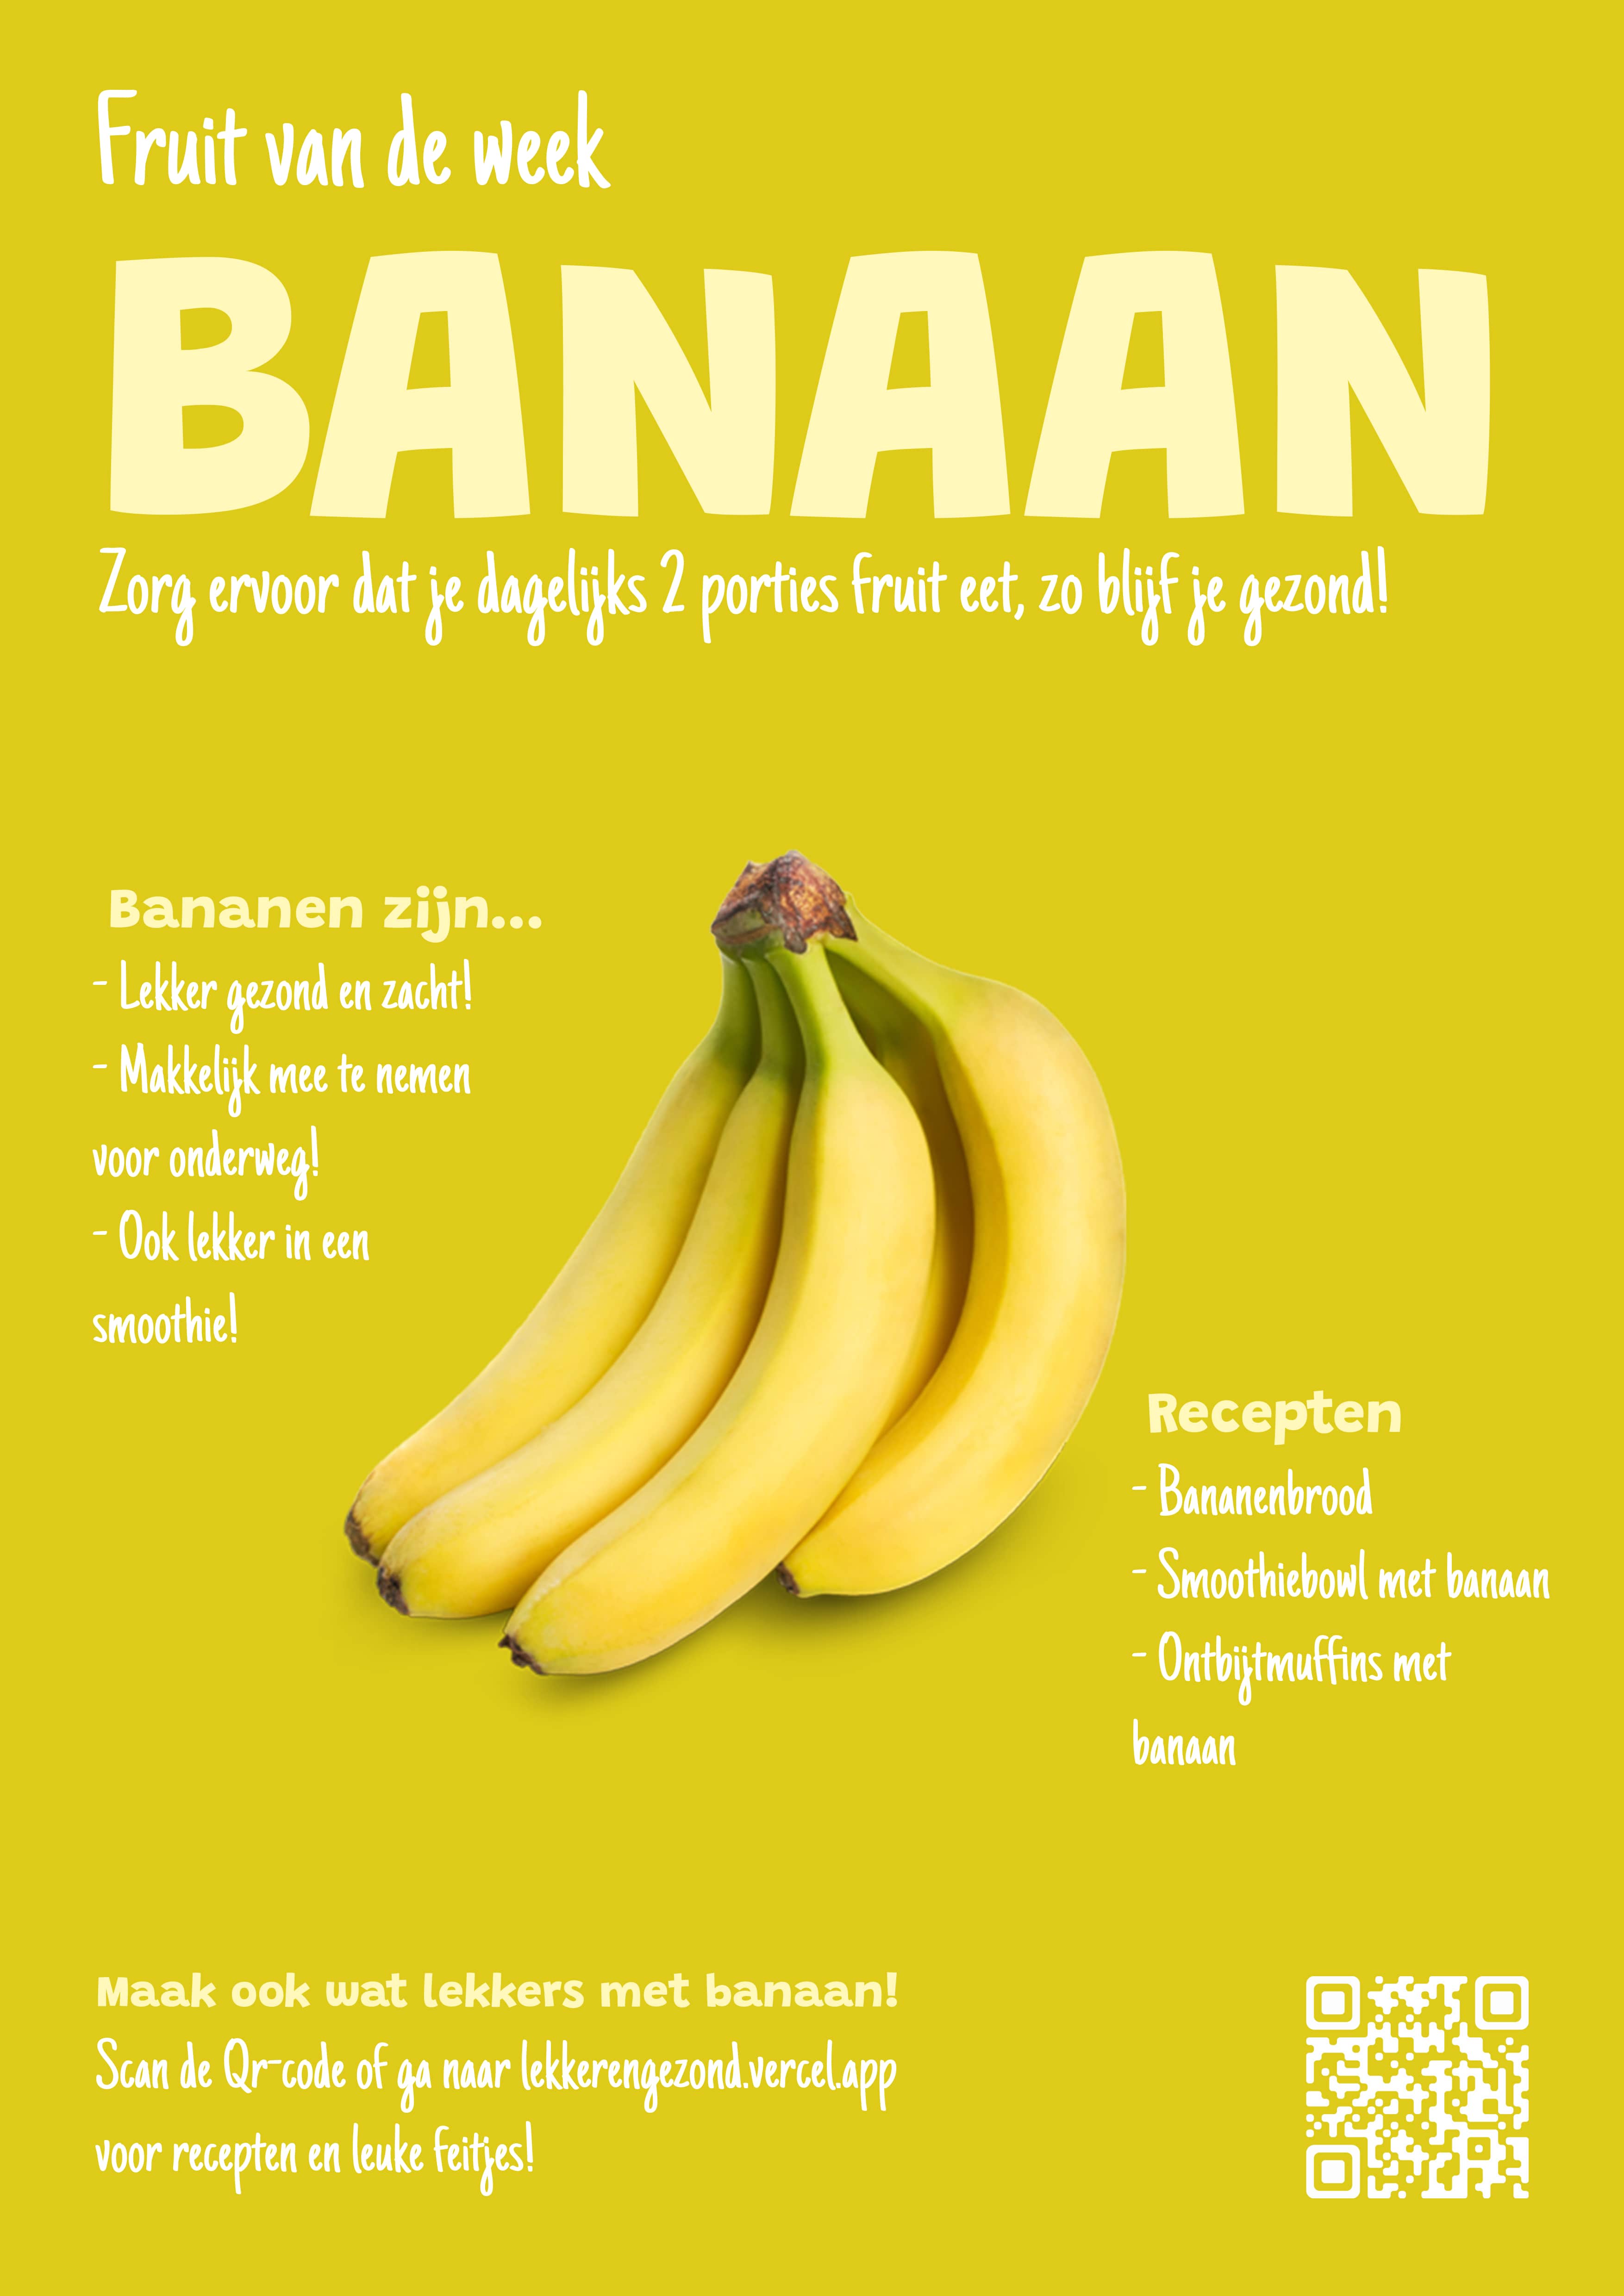 Fruit van de week
BANAAN
Zorg ervoor dat je dagelijks 2 porties fruit eet, zo blijf je gezond!
Bananen zijn...
- Lekker gezond en zacht!
- Makkelijk mee te nemen
voor onderweg!
- Ook lekker in een
smoothie!
Recepten
- Bananenbrood
- Smoothiebowl met banaan
- Ontbijtmuffins met
banaan
Maak ook wat lekkers met banaan!
Scan de Qr-code of ga naar lekkerengezond.vercel.app
voor recepten en leuke feitjes!